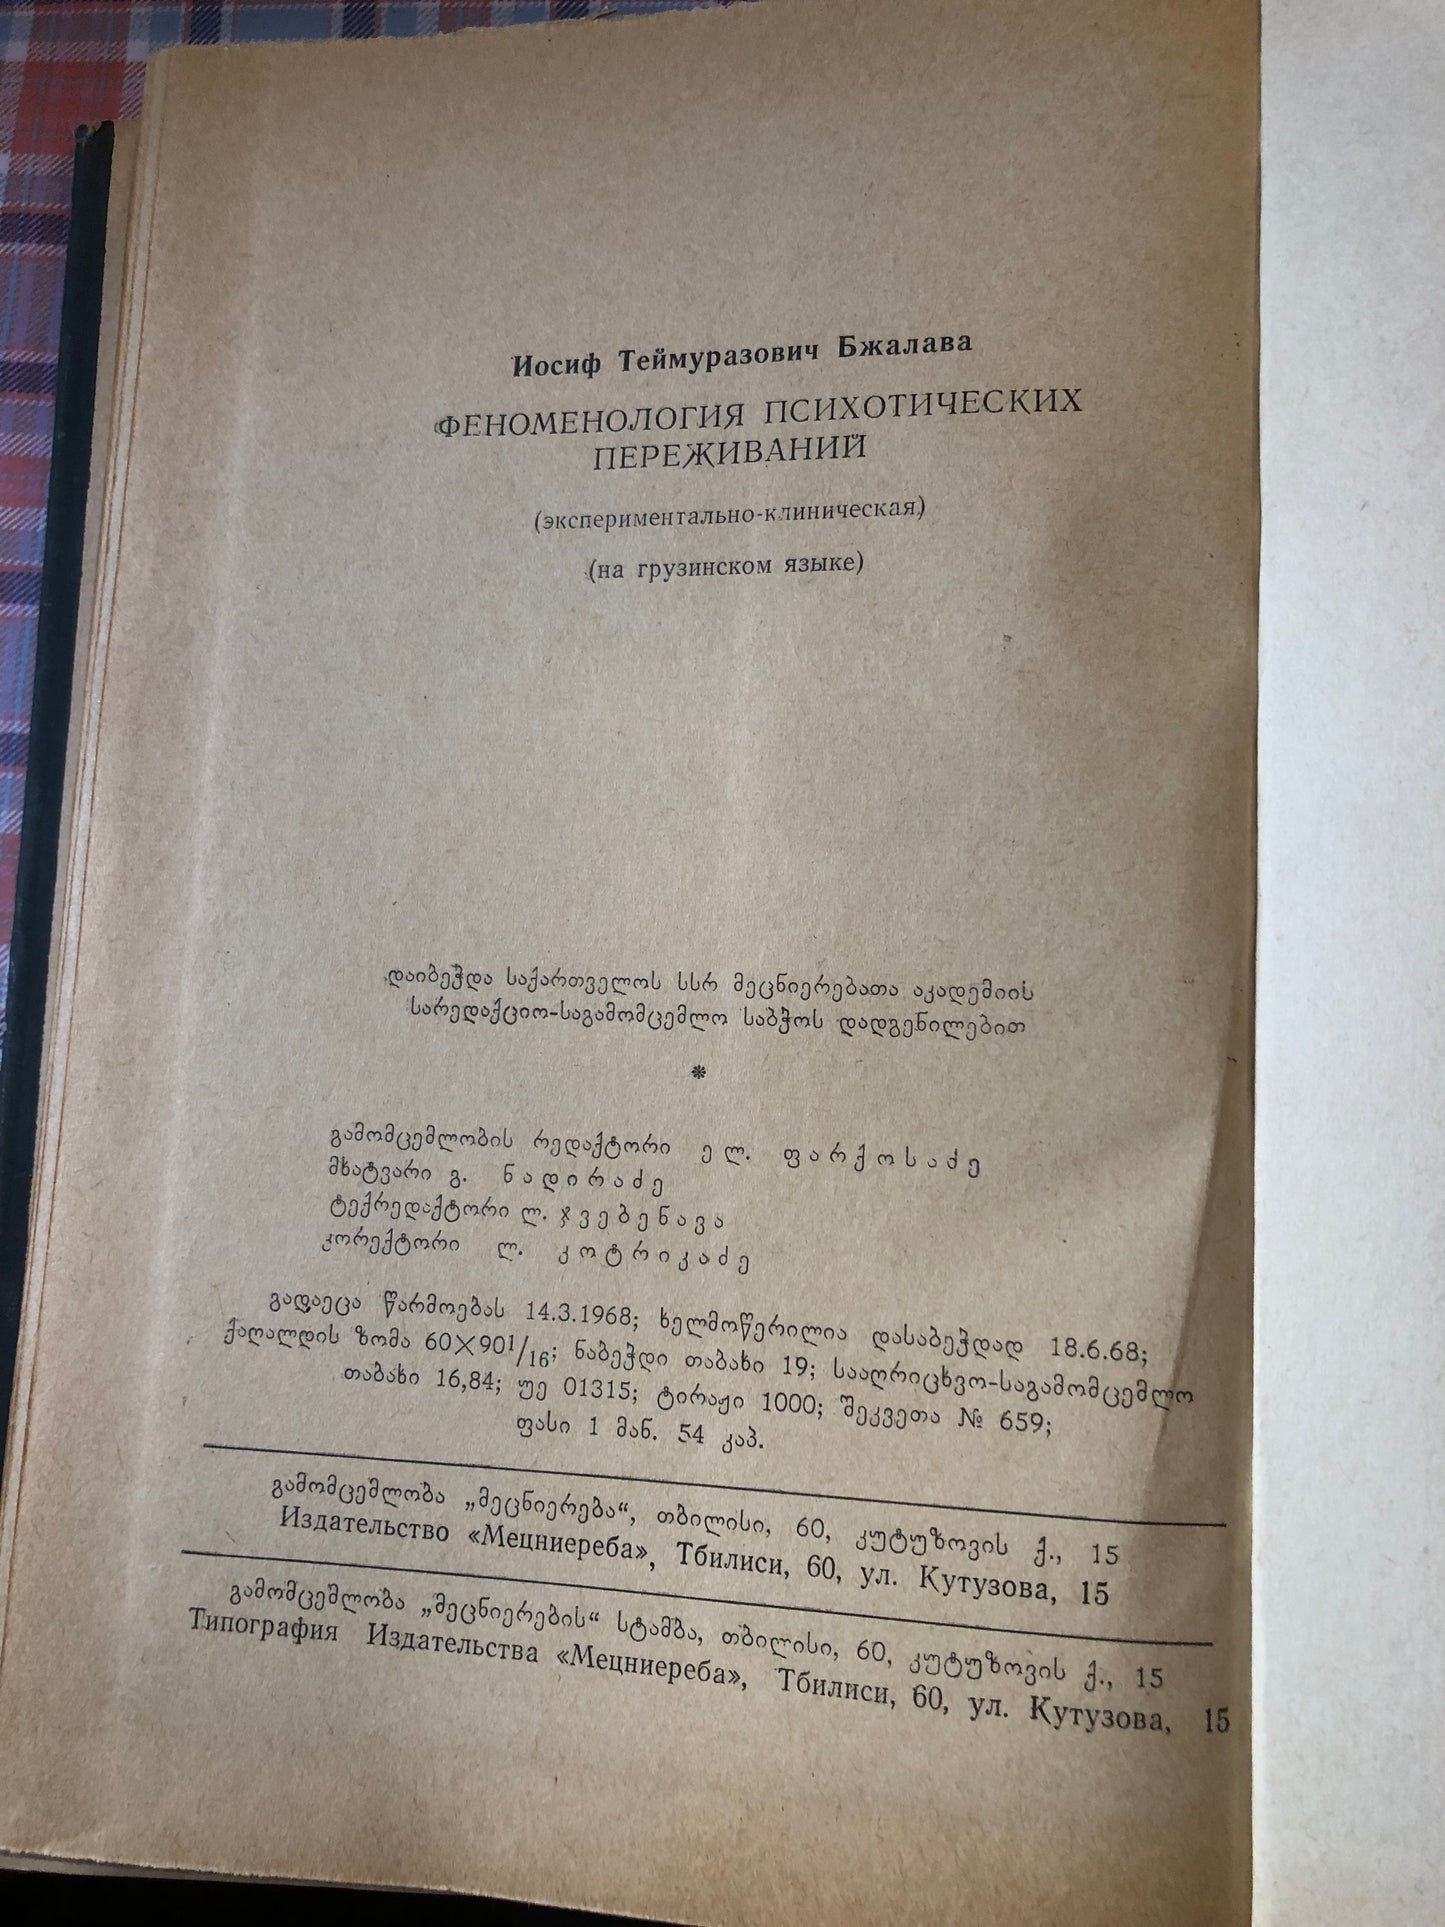 Иосиф Теймуразович Бжалава
ФЕНОМЕНОЛОГИЯ ПСИХОТИЧЕСКИХ
ПЕРЕЖИВАНИЙ
(экспериментально-клиническая)
(на грузинском языке)
დაიბეჭდა საქართველოს სსრ მეცნიერებათა აკადემიის
სარედაქციო-საგამომცემლო საბჭოს დადგენილებით
*
გამომცემლობის რედაქტორი ელ. ფარქოსაძე
მხატვარი გ. ნადირაძე
ტექრედაქტორი ლ. ჯვებენავა
კორექტორი ლ. კოტრიკაძე
გადაეცა წარმოებას 14.3.1968; ხელმოწერილია დასაბეჭდად 18.6.68;
ქაღალდის ზომა 60×90¹/₁₆; ნაბეჭდი თაბახი 19; სააღრიცხვო-საგამომცემლო
თაბახი 16,84; უე 01315; ტირაჟი 1000; შეკვეთა № 659;
ფასი 1 მან. 54 კაპ.
გამომცემლობა „მეცნიერება“, თბილისი, 60, კუტუზოვის ქ., 15
Издательство «Мецниереба», Тбилиси, 60, ул. Кутузова, 15
გამომცემლობა „მეცნიერების“ სტამბა, თბილისი, 60, კუტუზოვის ქ., 15
Типография Издательства «Мецниереба», Тбилиси, 60, ул. Кутузова, 15